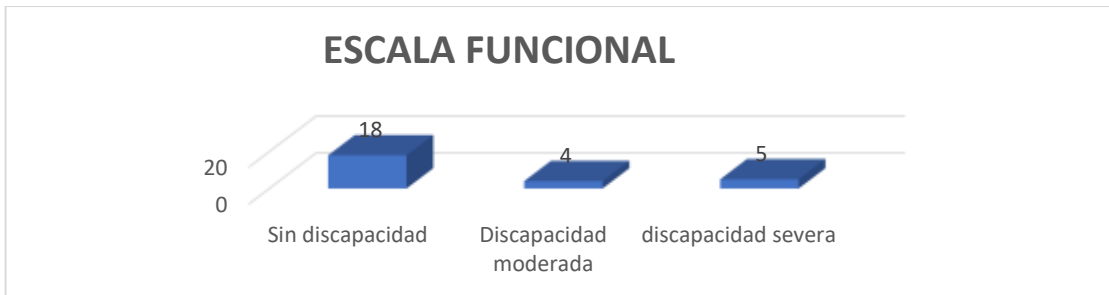 ESCALA FUNCIONAL
18
4
5
20
0
Sin discapacidad
Discapacidad
moderada
discapacidad severa